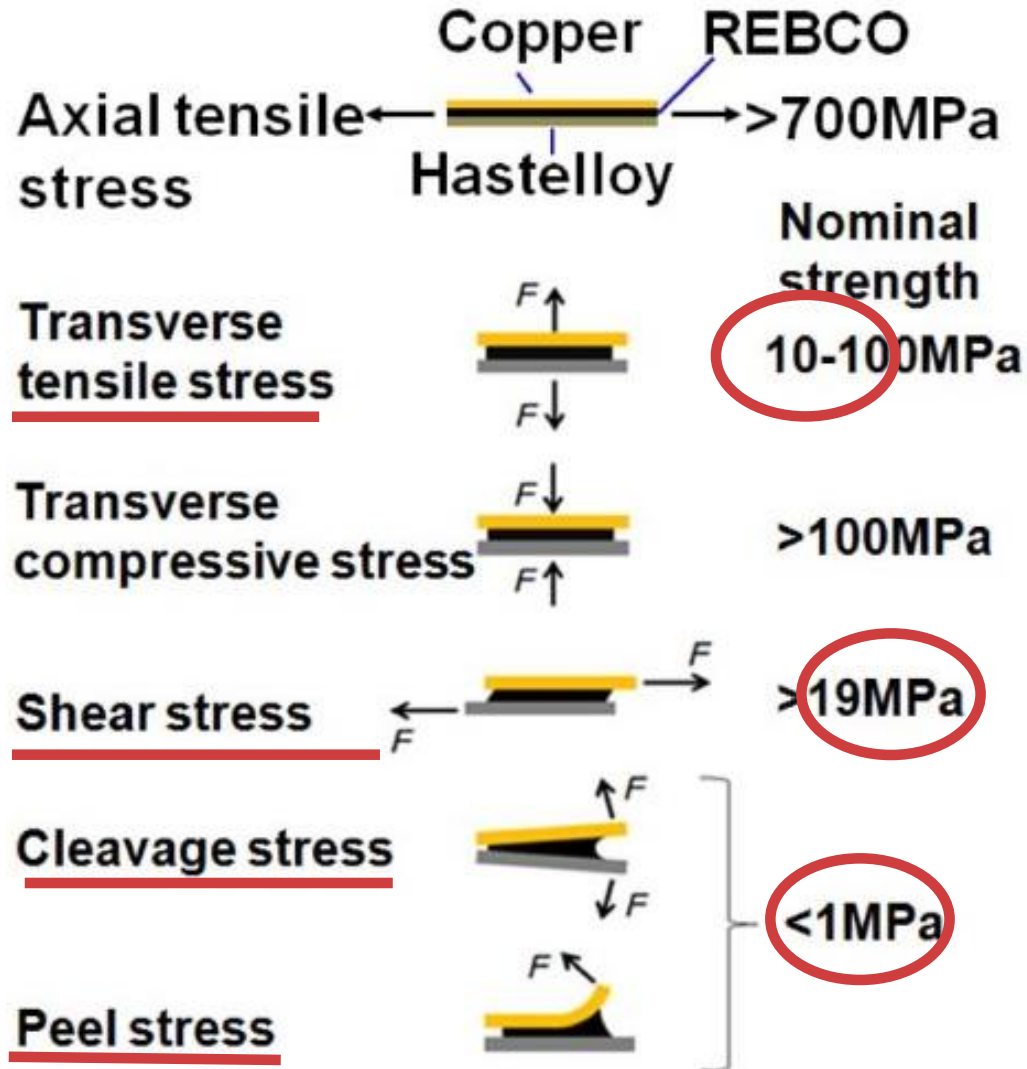 Copper REBCO
Axial tensile >700MPa
stress Hastelloy
Nominal
strength
F
Transverse
tensile stress 10-100MPa
F
Transverse F
compressive stress >100MPa
F
F
Shear stress >19MPa
F
F
Cleavage stress
F
<1MPa
F
Peel stress